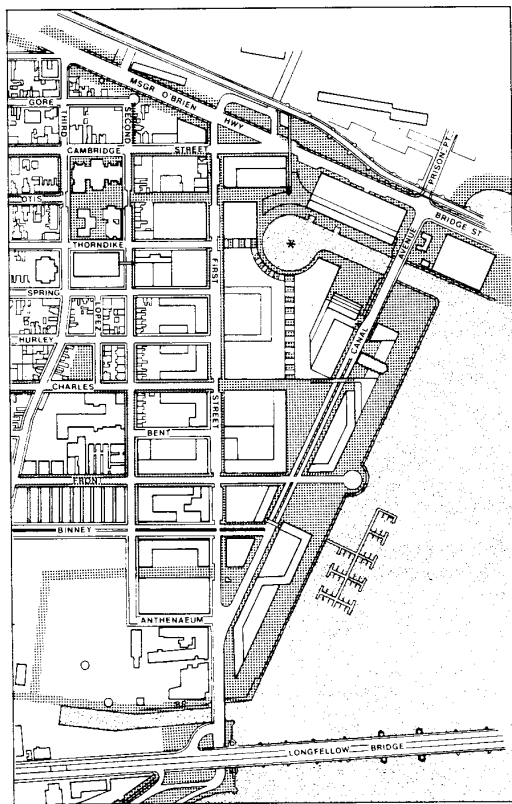 MSGR O'BRIEN HWY
GORE
THIRD
SECOND
CAMBRIDGE STREET
PRISON PT.
OTIS
BRIDGE ST
THORNDIKE
FIRST
AVENUE
SPRING
LOPEZ
HURLEY
CANAL
CHARLES
STREET
BENT
FRONT
BINNEY
ANTHENAEUM
LONGFELLOW BRIDGE